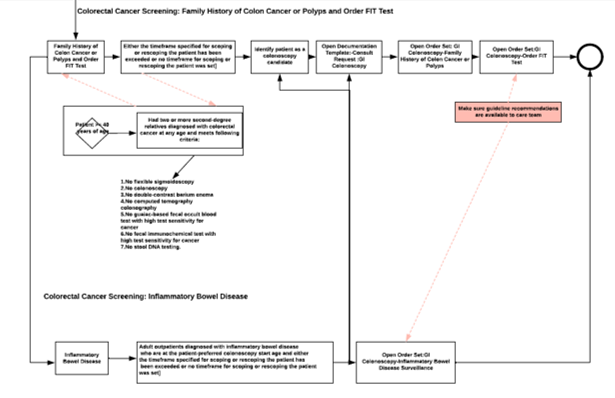 Colorectal Cancer Screening: Family History of Colon Cancer or Polyps and Order FIT Test
Family History of
Colon Cancer or
Polyps and Order
FIT Test
Either the timeframe specified for scoping
or rescoping the patient has been
exceeded or no timeframe for scoping or
rescoping the patient was set]
Identify patient as a
colonoscopy
candidate
Open Documentation
Template: Consult
Request :GI
Colonoscopy
Open Order Set: GI
Colonoscopy-Family
History of Colon Cancer or
Polyps
Open Order Set:GI
Colonoscopy-Order FIT
Test
Make sure guideline recommendations
are available to care team
Patient >= 40
years of age
Had two or more second-degree
relatives diagnosed with colorectal
cancer at any age and meets following
criteria:
1.No flexible sigmoidoscopy
2.No colonoscopy
3.No double-contrast barium enema
4.No computed tomography
colonography
5.No guaiac-based fecal occult blood
test with high test sensitivity for
cancer
6.No fecal immunochemical test with
high test sensitivity for cancer
7.No stool DNA testing.
Colorectal Cancer Screening: Inflammatory Bowel Disease
Inflammatory
Bowel Disease
Adult outpatients diagnosed with inflammatory bowel disease
who are at the patient-preferred colonoscopy start age and either
the timeframe specified for scoping or rescoping the patient has
been exceeded or no timeframe for scoping or rescoping the patient
was set]
Open Order Set:GI
Colonoscopy-Inflammatory Bowel
Disease Surveillance